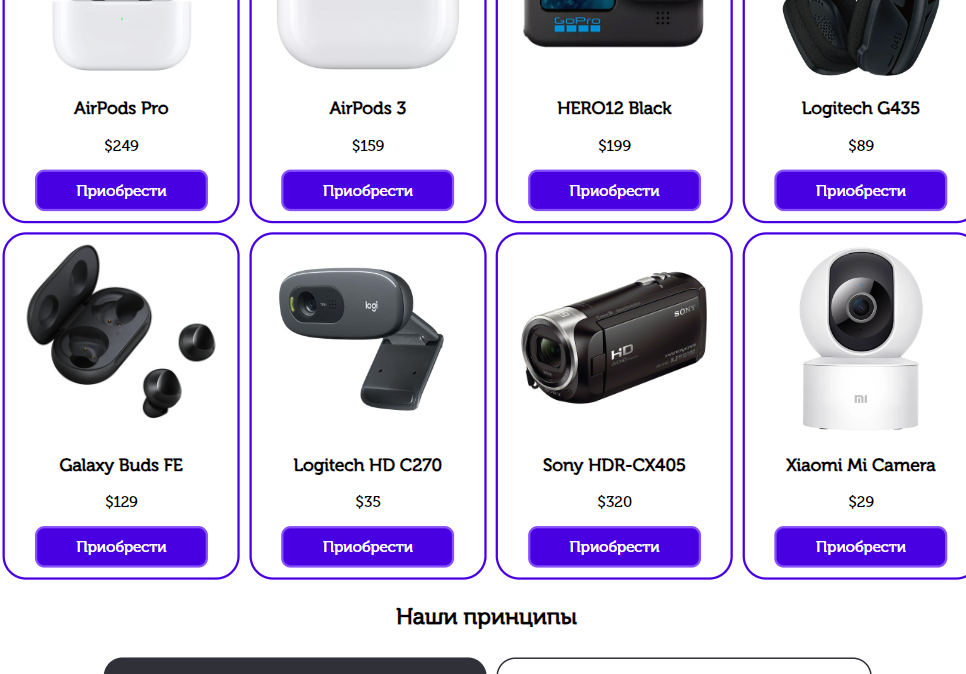 GoPro
AirPods Pro
AirPods 3
HERO12 Black
Logitech G435
$249
$159
$199
$89
Приобрести
Приобрести
Приобрести
Приобрести
logi
SONY
HD
mi
Galaxy Buds FE
Logitech HD C270
Sony HDR-CX405
Xiaomi Mi Camera
$129
$35
$320
$29
Приобрести
Приобрести
Приобрести
Приобрести
Наши принципы